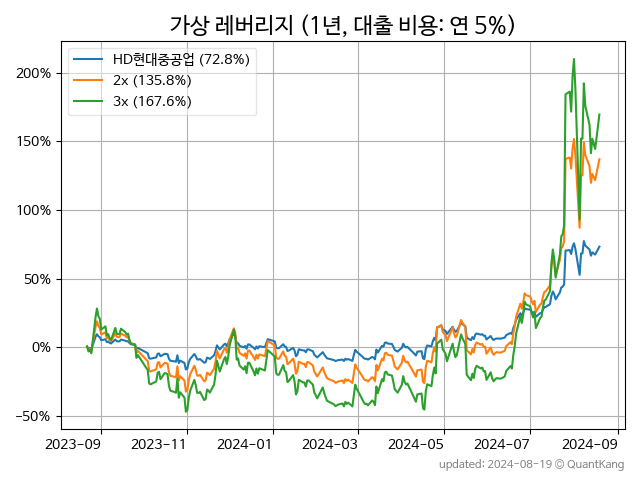 가상 레버리지 (1년, 대출 비용: 연 5%)
HD현대중공업 (72.8%)
2x (135.8%)
3x (167.6%)
200%
150%
100%
50%
0%
−50%
2023-09 2023-11 2024-01 2024-03 2024-05 2024-07 2024-09
updated: 2024-08-19 © QuantKang